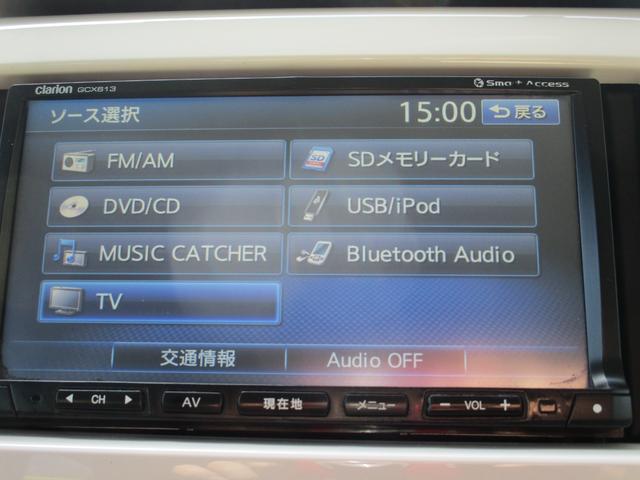 Clarion GCX613 Smart Access
ソース選択 15:00 戻る
FM/AM SDメモリーカード
DVD/CD USB/iPod
MUSIC CATCHER Bluetooth Audio
TV
交通情報 Audio OFF
CH AV 現在地 メニュー − VOL +